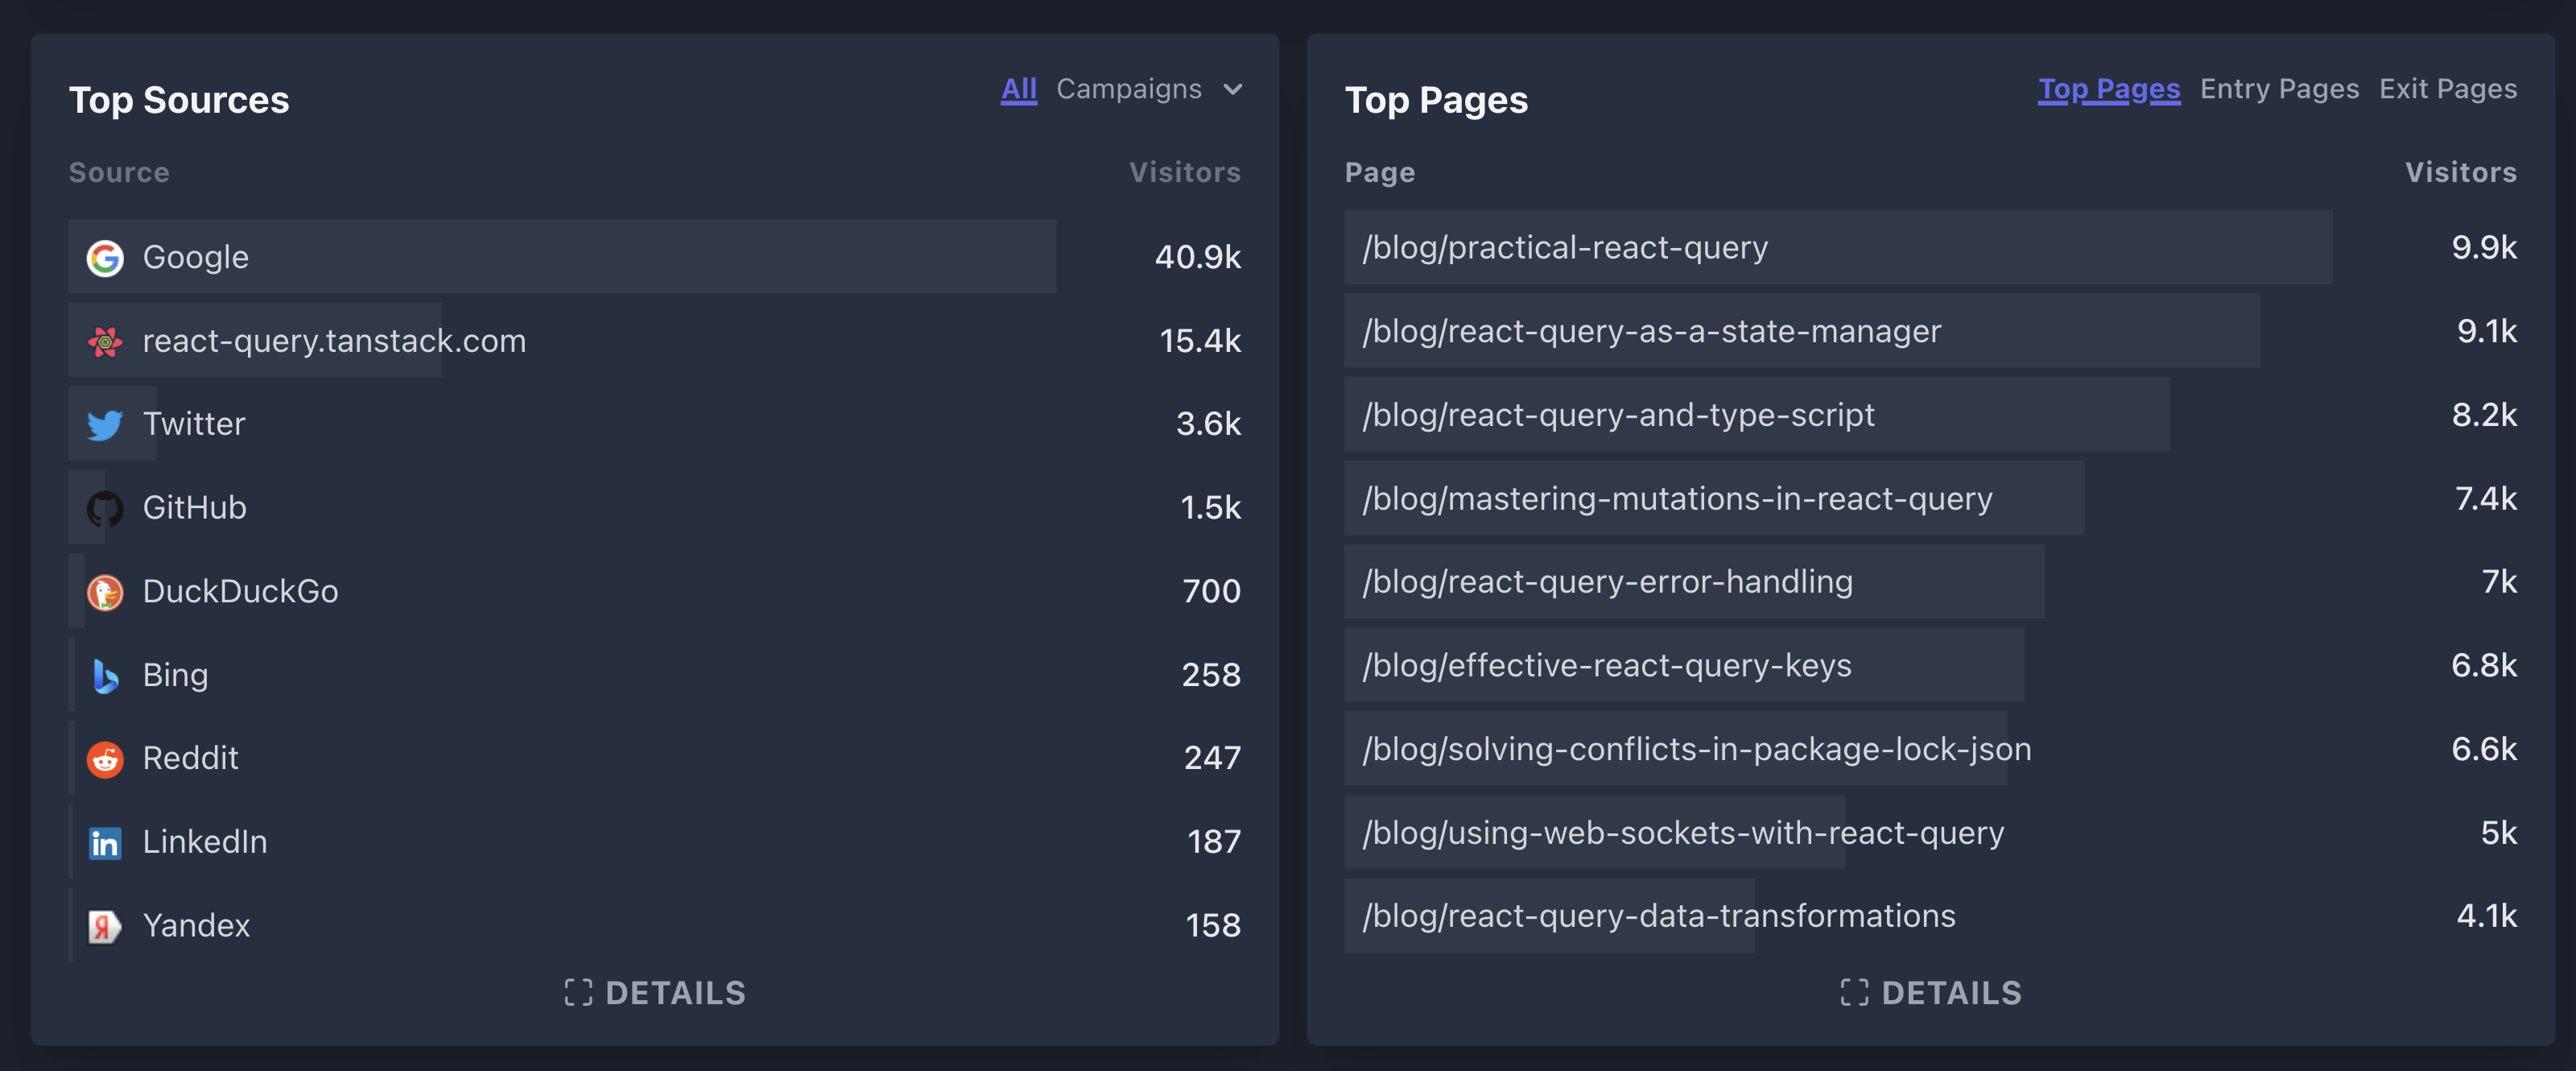 Top Sources
All Campaigns
Source Visitors
Google 40.9k
react-query.tanstack.com 15.4k
Twitter 3.6k
GitHub 1.5k
DuckDuckGo 700
Bing 258
Reddit 247
in LinkedIn 187
Я Yandex 158
DETAILS
Top Pages
Top Pages Entry Pages Exit Pages
Page Visitors
/blog/practical-react-query 9.9k
/blog/react-query-as-a-state-manager 9.1k
/blog/react-query-and-type-script 8.2k
/blog/mastering-mutations-in-react-query 7.4k
/blog/react-query-error-handling 7k
/blog/effective-react-query-keys 6.8k
/blog/solving-conflicts-in-package-lock-json 6.6k
/blog/using-web-sockets-with-react-query 5k
/blog/react-query-data-transformations 4.1k
DETAILS